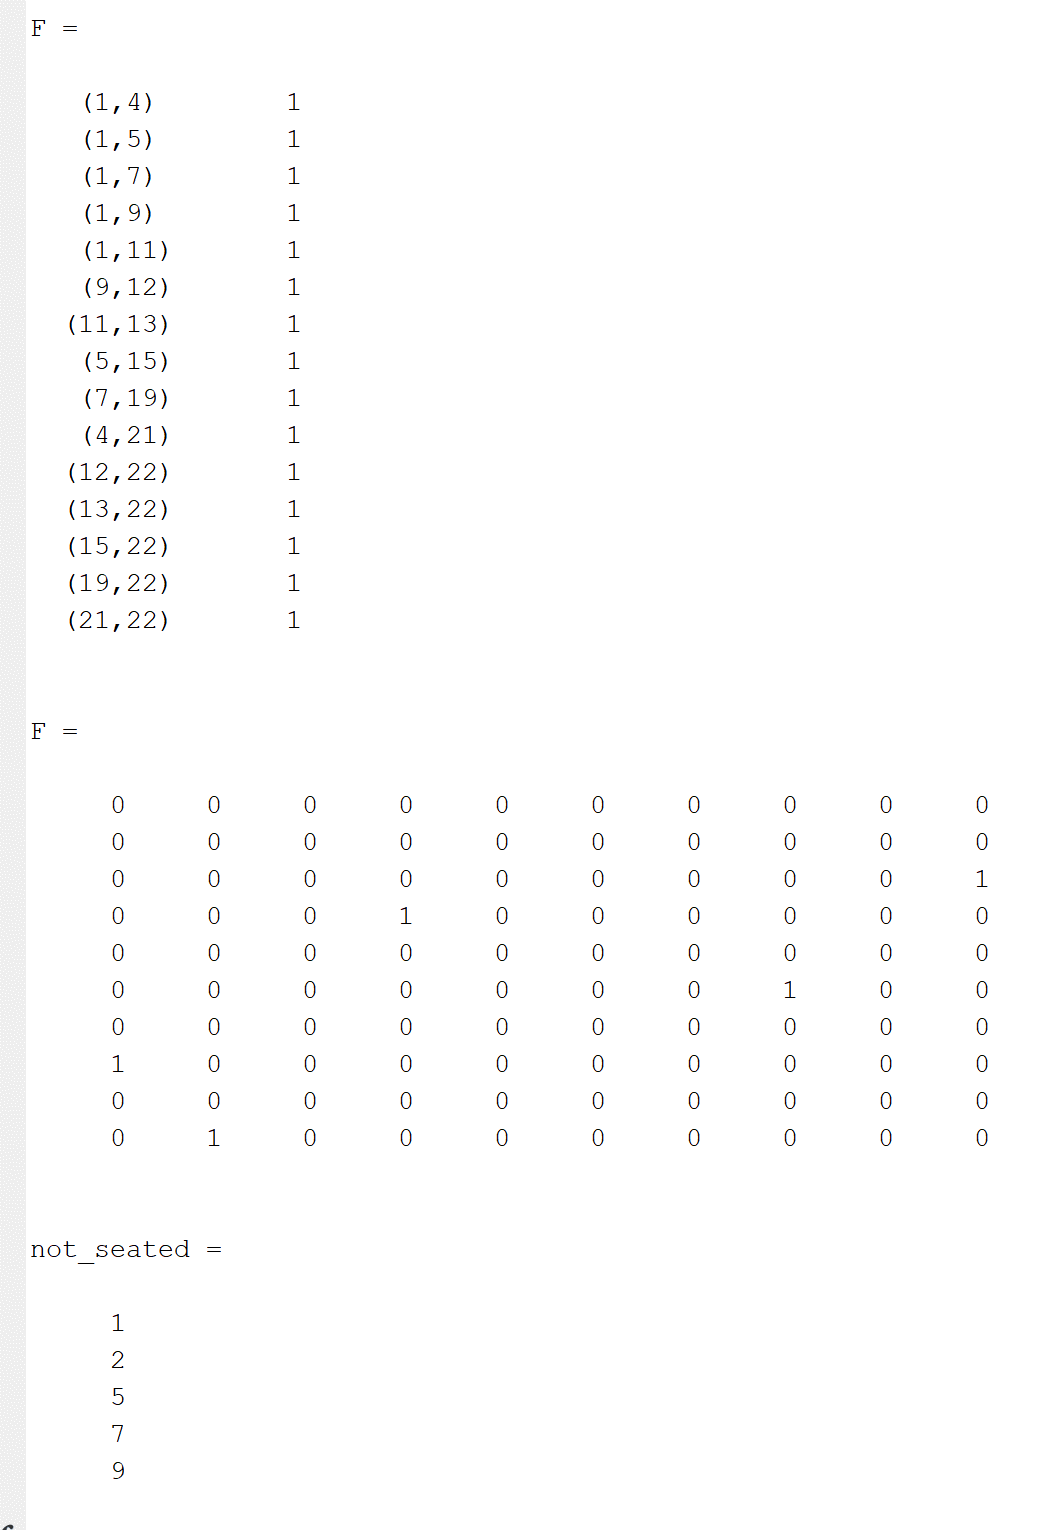 F =
(1,4) 1
(1,5) 1
(1,7) 1
(1,9) 1
(1,11) 1
(9,12) 1
(11,13) 1
(5,15) 1
(7,19) 1
(4,21) 1
(12,22) 1
(13,22) 1
(15,22) 1
(19,22) 1
(21,22) 1
F =
0 0 0 0 0 0 0 0 0 0
0 0 0 0 0 0 0 0 0 0
0 0 0 0 0 0 0 0 0 1
0 0 0 1 0 0 0 0 0 0
0 0 0 0 0 0 0 0 0 0
0 0 0 0 0 0 0 1 0 0
0 0 0 0 0 0 0 0 0 0
1 0 0 0 0 0 0 0 0 0
0 0 0 0 0 0 0 0 0 0
0 1 0 0 0 0 0 0 0 0
not_seated =
1
2
5
7
9